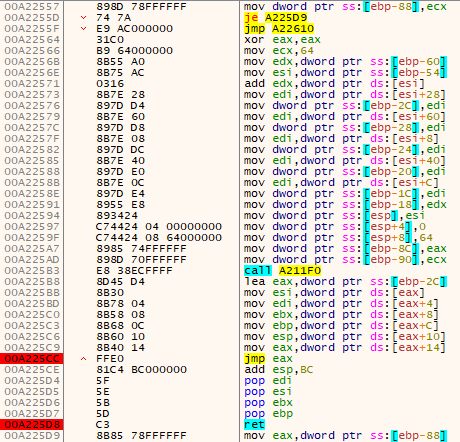 00A22557 898D 78FFFFFF mov dword ptr ss:[ebp-88],ecx
00A2255D 74 7A je A225D9
00A2255F E9 AC000000 jmp A22610
00A22564 31C0 xor eax,eax
00A22566 B9 64000000 mov ecx,64
00A2256B 8B55 A0 mov edx,dword ptr ss:[ebp-60]
00A2256E 8B75 AC mov esi,dword ptr ss:[ebp-54]
00A22571 0316 add edx,dword ptr ds:[esi]
00A22573 8B7E 28 mov edi,dword ptr ds:[esi+28]
00A22576 897D D4 mov dword ptr ss:[ebp-2C],edi
00A22579 8B7E 60 mov edi,dword ptr ds:[esi+60]
00A2257C 897D D8 mov dword ptr ss:[ebp-28],edi
00A2257F 8B7E 08 mov edi,dword ptr ds:[esi+8]
00A22582 897D DC mov dword ptr ss:[ebp-24],edi
00A22585 8B7E 40 mov edi,dword ptr ds:[esi+40]
00A22588 897D E0 mov dword ptr ss:[ebp-20],edi
00A2258B 8B7E 0C mov edi,dword ptr ds:[esi+C]
00A2258E 897D E4 mov dword ptr ss:[ebp-1C],edi
00A22591 8955 E8 mov dword ptr ss:[ebp-18],edx
00A22594 893424 mov dword ptr ss:[esp],esi
00A22597 C74424 04 00000000 mov dword ptr ss:[esp+4],0
00A2259F C74424 08 64000000 mov dword ptr ss:[esp+8],64
00A225A7 8985 74FFFFFF mov dword ptr ss:[ebp-8C],eax
00A225AD 898D 70FFFFFF mov dword ptr ss:[ebp-90],ecx
00A225B3 E8 38ECFFFF call A211F0
00A225B8 8D45 D4 lea eax,dword ptr ss:[ebp-2C]
00A225BB 8B30 mov esi,dword ptr ds:[eax]
00A225BD 8B78 04 mov edi,dword ptr ds:[eax+4]
00A225C0 8B58 08 mov ebx,dword ptr ds:[eax+8]
00A225C3 8B68 0C mov ebp,dword ptr ds:[eax+C]
00A225C6 8B60 10 mov esp,dword ptr ds:[eax+10]
00A225C9 8B40 14 mov eax,dword ptr ds:[eax+14]
00A225CC FFE0 jmp eax
00A225CE 81C4 BC000000 add esp,BC
00A225D4 5F pop edi
00A225D5 5E pop esi
00A225D6 5B pop ebx
00A225D7 5D pop ebp
00A225D8 C3 ret
00A225D9 8B85 78FFFFFF mov eax,dword ptr ss:[ebp-88]